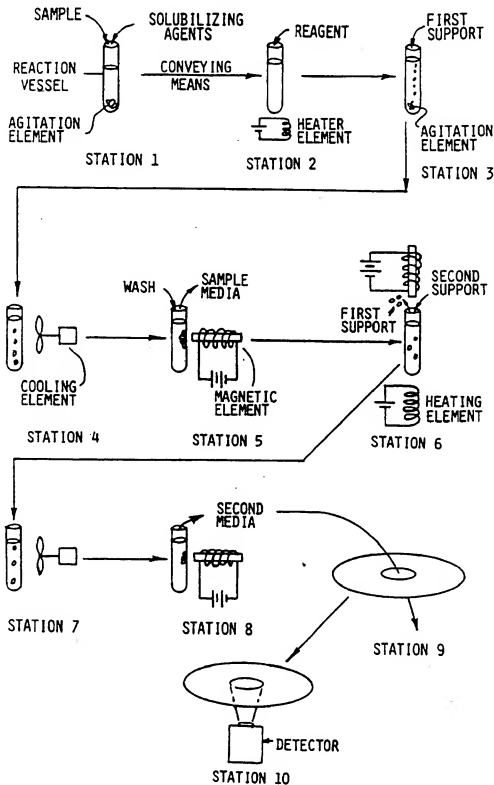 SAMPLE
SOLUBILIZING
AGENTS
REACTION
VESSEL
AGITATION
ELEMENT
STATION 1
CONVEYING
MEANS
REAGENT
HEATER
ELEMENT
STATION 2
FIRST
SUPPORT
AGITATION
ELEMENT
STATION 3
COOLING
ELEMENT
STATION 4
WASH
SAMPLE
MEDIA
MAGNETIC
ELEMENT
STATION 5
SECOND
SUPPORT
FIRST
SUPPORT
HEATING
ELEMENT
STATION 6
STATION 7
SECOND
MEDIA
STATION 8
STATION 9
DETECTOR
STATION 10